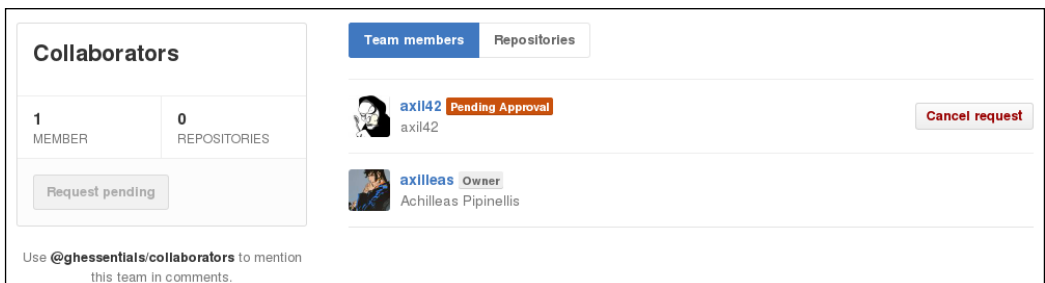 Collaborators
1
MEMBER
0
REPOSITORIES
Request pending
Use @ghessentials/collaborators to mention
this team in comments.
Team members Repositories
axil42 Pending Approval
axil42
Cancel request
axilleas Owner
Achilleas Pipinellis